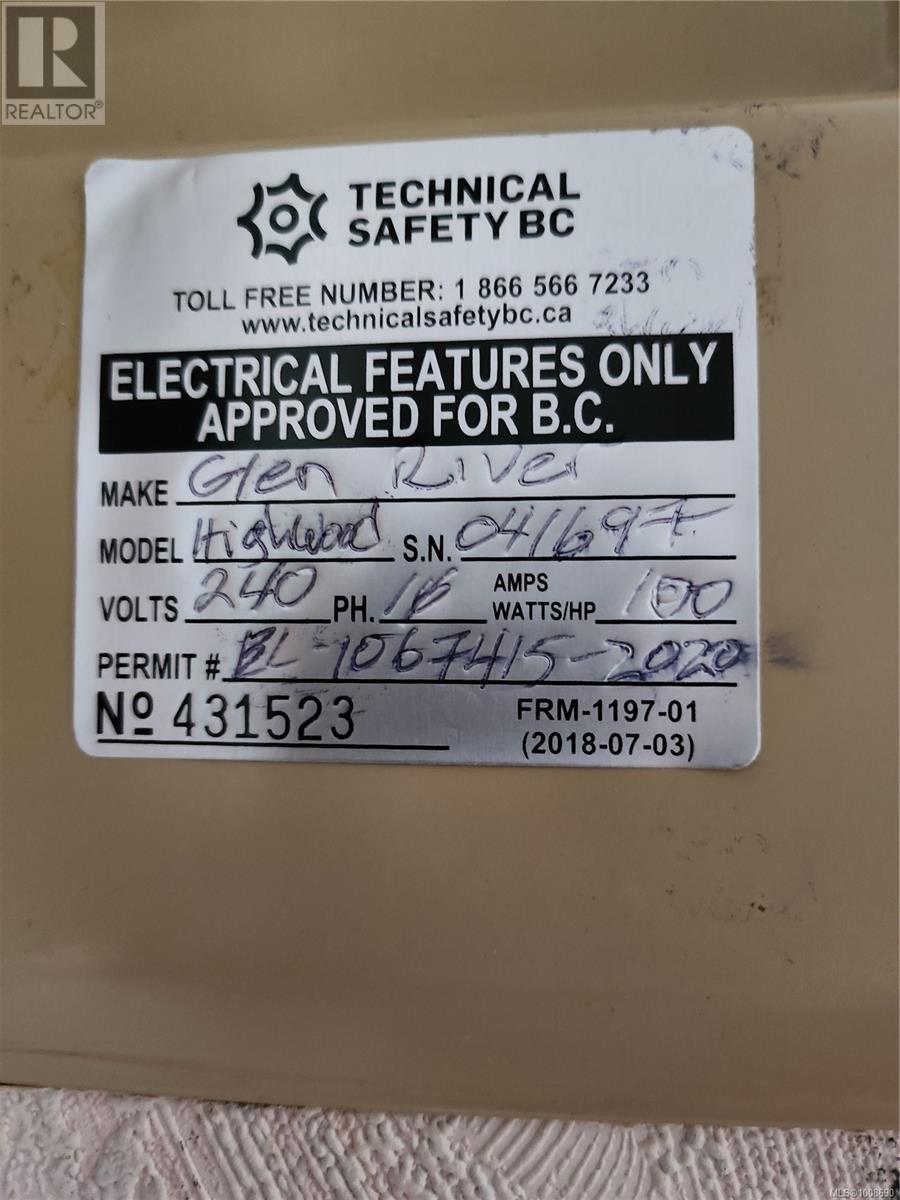 R
REALTOR®
TECHNICAL
SAFETY BC
TOLL FREE NUMBER: 1 866 566 7233
www.technicalsafetybc.ca
ELECTRICAL FEATURES ONLY
APPROVED FOR B.C.
MAKE Glen River
MODEL Highwood S.N. 041697
VOLTS 240 PH. 1ϕ AMPS WATTS/HP 100
PERMIT # EL-1067415-2020
Nº 431523 FRM-1197-01
(2018-07-03)